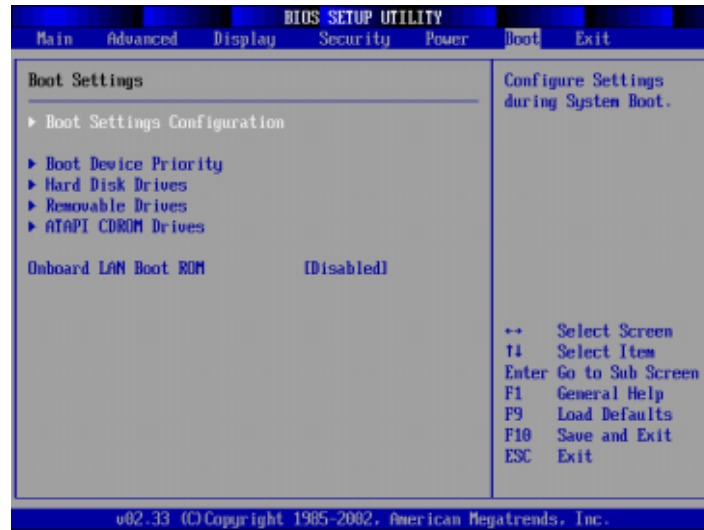 BIOS SETUP UTILITY
Main Advanced Display Security Power Boot Exit
Boot Settings
▶ Boot Settings Configuration
▶ Boot Device Priority
▶ Hard Disk Drives
▶ Removable Drives
▶ ATAPI CDROM Drives
Onboard LAN Boot ROM [Disabled]
Configure Settings
during System Boot.
↔ Select Screen
↑↓ Select Item
Enter Go to Sub Screen
F1 General Help
F9 Load Defaults
F10 Save and Exit
ESC Exit
v02.33 (C)Copyright 1985-2002, American Megatrends, Inc.